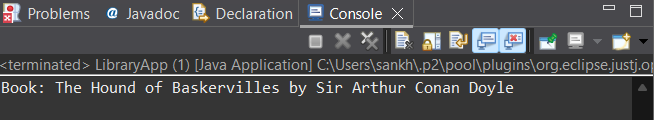 Problems Javadoc Declaration Console
<terminated> LibraryApp (1) [Java Application] C:\Users\sankh\.p2\pool\plugins\org.eclipse.justj.o
Book: The Hound of Baskervilles by Sir Arthur Conan Doyle